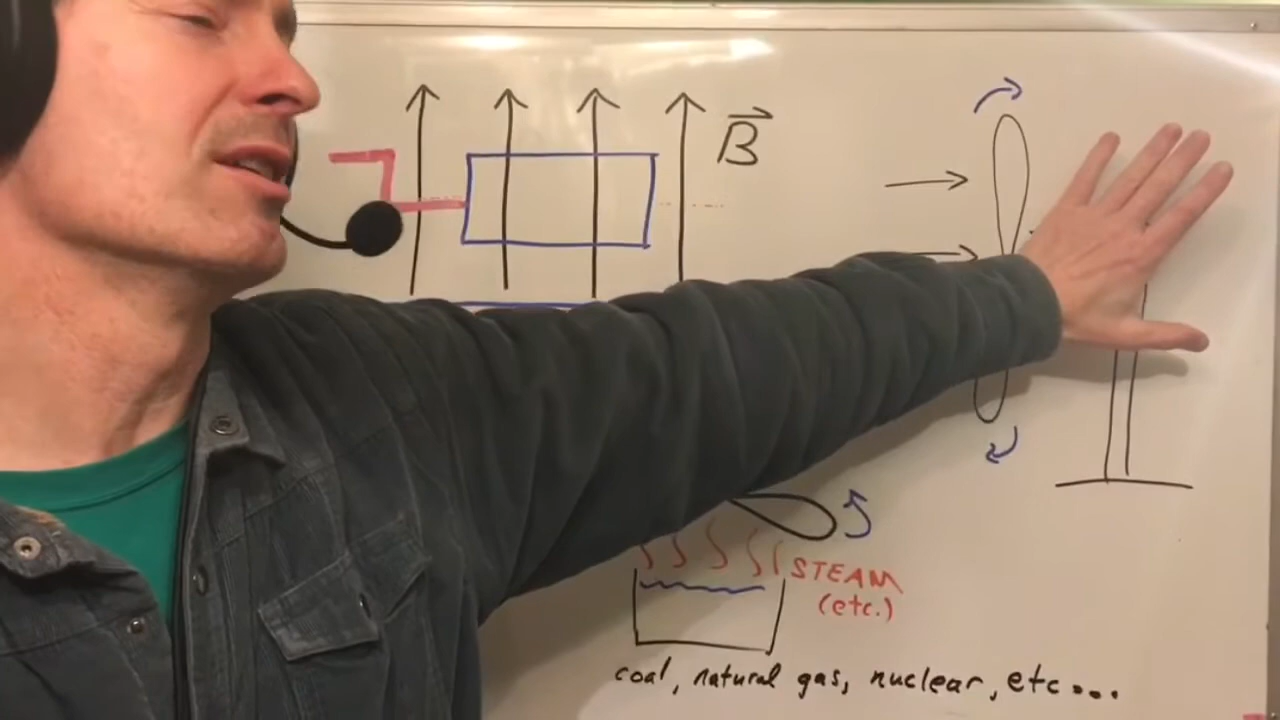 B
STEAM
(etc.)
coal, natural gas, nuclear, etc....